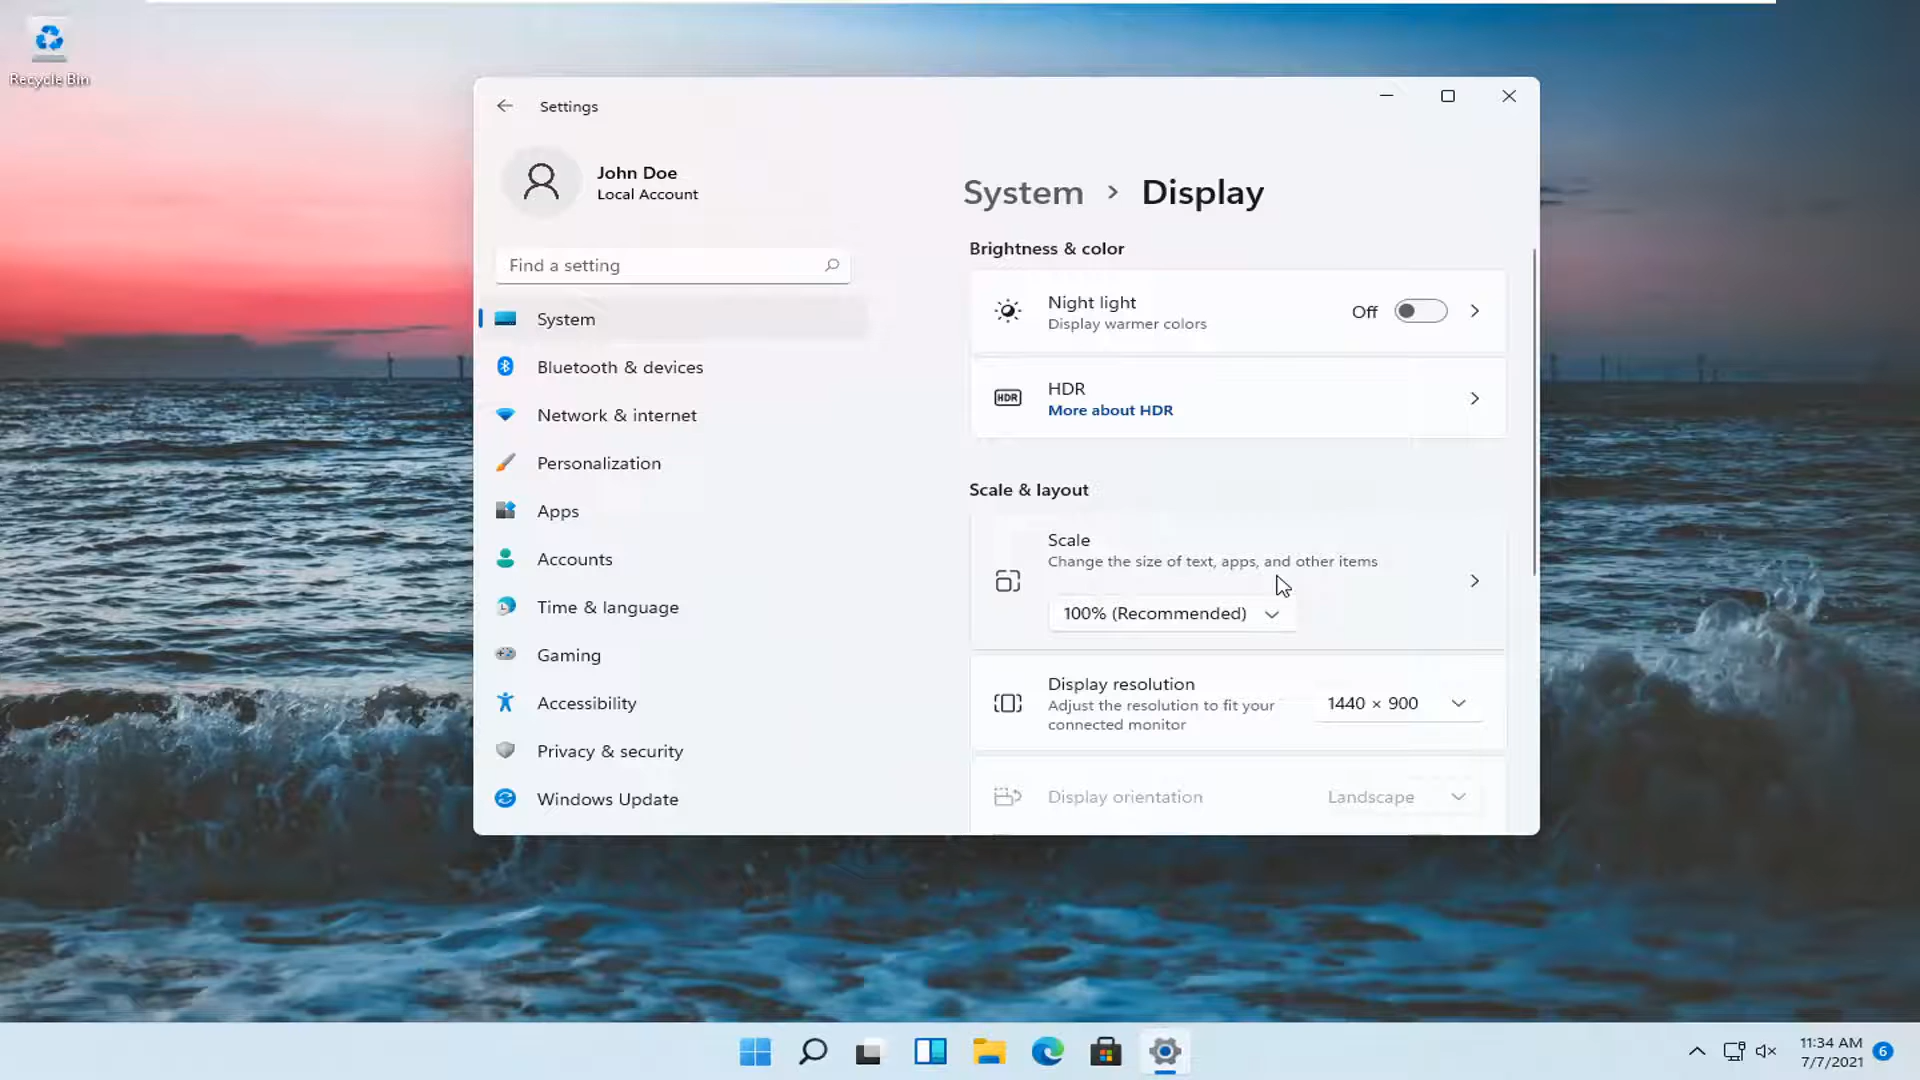 Recycle Bin
Settings
John Doe
Local Account
Find a setting
System
Bluetooth & devices
Network & internet
Personalization
Apps
Accounts
Time & language
Gaming
Accessibility
Privacy & security
Windows Update
System > Display
Brightness & color
Night light
Display warmer colors
Off
HDR
HDR
More about HDR
Scale & layout
Scale
Change the size of text, apps, and other items
100% (Recommended)
Display resolution
Adjust the resolution to fit your
connected monitor
1440 × 900
Display orientation
Landscape
11:34 AM
7/7/2021
6